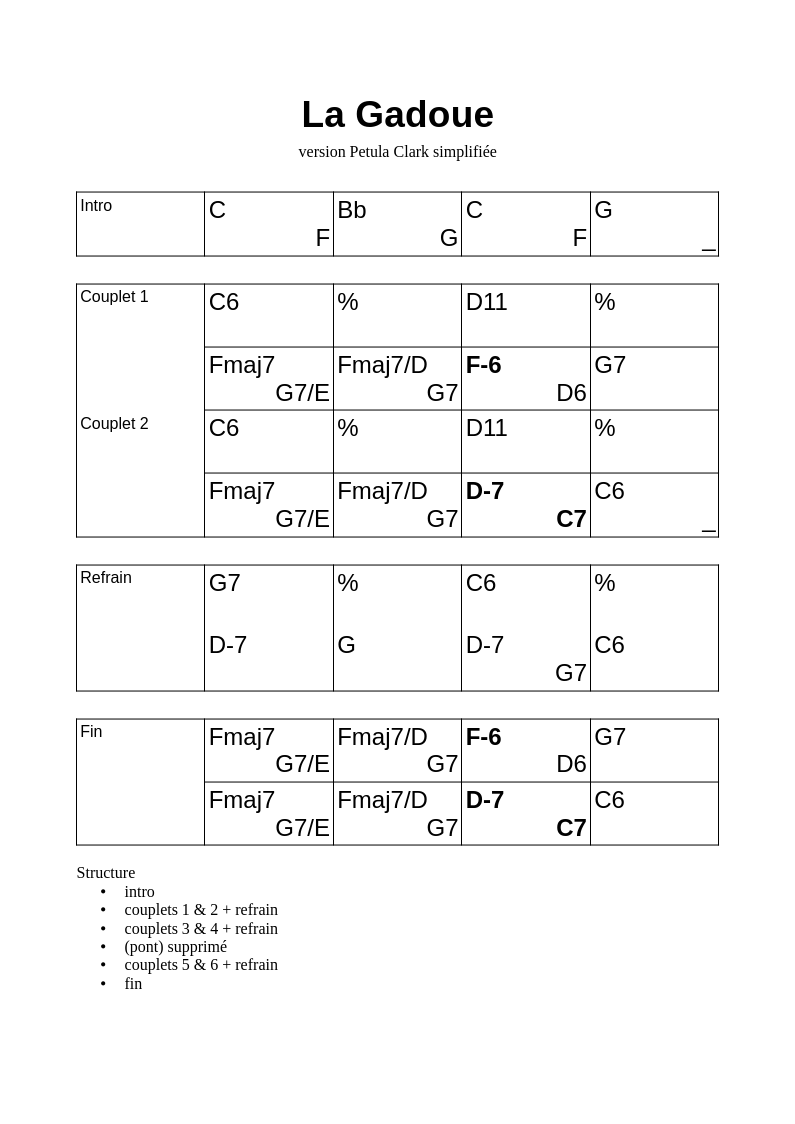 La Gadoue
version Petula Clark simplifiée
Intro C Bb C G
F G F _
Couplet 1 C6 % D11 %
Fmaj7 Fmaj7/D F-6 G7
G7/E G7 D6
Couplet 2 C6 % D11 %
Fmaj7 Fmaj7/D D-7 C6
G7/E G7 C7 _
Refrain G7 % C6 %
D-7 G D-7 C6
G7
Fin Fmaj7 Fmaj7/D F-6 G7
G7/E G7 D6
Fmaj7 Fmaj7/D D-7 C6
G7/E G7 C7
Structure
• intro
• couplets 1 & 2 + refrain
• couplets 3 & 4 + refrain
• (pont) supprimé
• couplets 5 & 6 + refrain
• fin